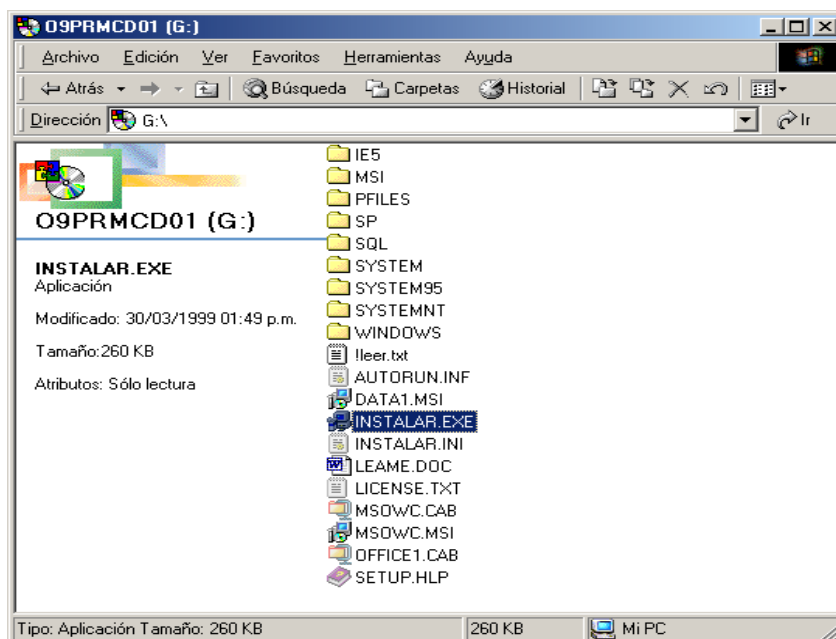 O9PRMCD01 (G:)
Archivo Edición Ver Favoritos Herramientas Ayuda
Atrás Búsqueda Carpetas Historial
Dirección G:\ Ir
O9PRMCD01 (G:)
INSTALAR.EXE
Aplicación
Modificado: 30/03/1999 01:49 p.m.
Tamaño:260 KB
Atributos: Sólo lectura
IE5
MSI
PFILES
SP
SQL
SYSTEM
SYSTEM95
SYSTEMNT
WINDOWS
!leer.txt
AUTORUN.INF
DATA1.MSI
INSTALAR.EXE
INSTALAR.INI
LEAME.DOC
LICENSE.TXT
MSOWC.CAB
MSOWC.MSI
OFFICE1.CAB
SETUP.HLP
Tipo: Aplicación Tamaño: 260 KB 260 KB Mi PC